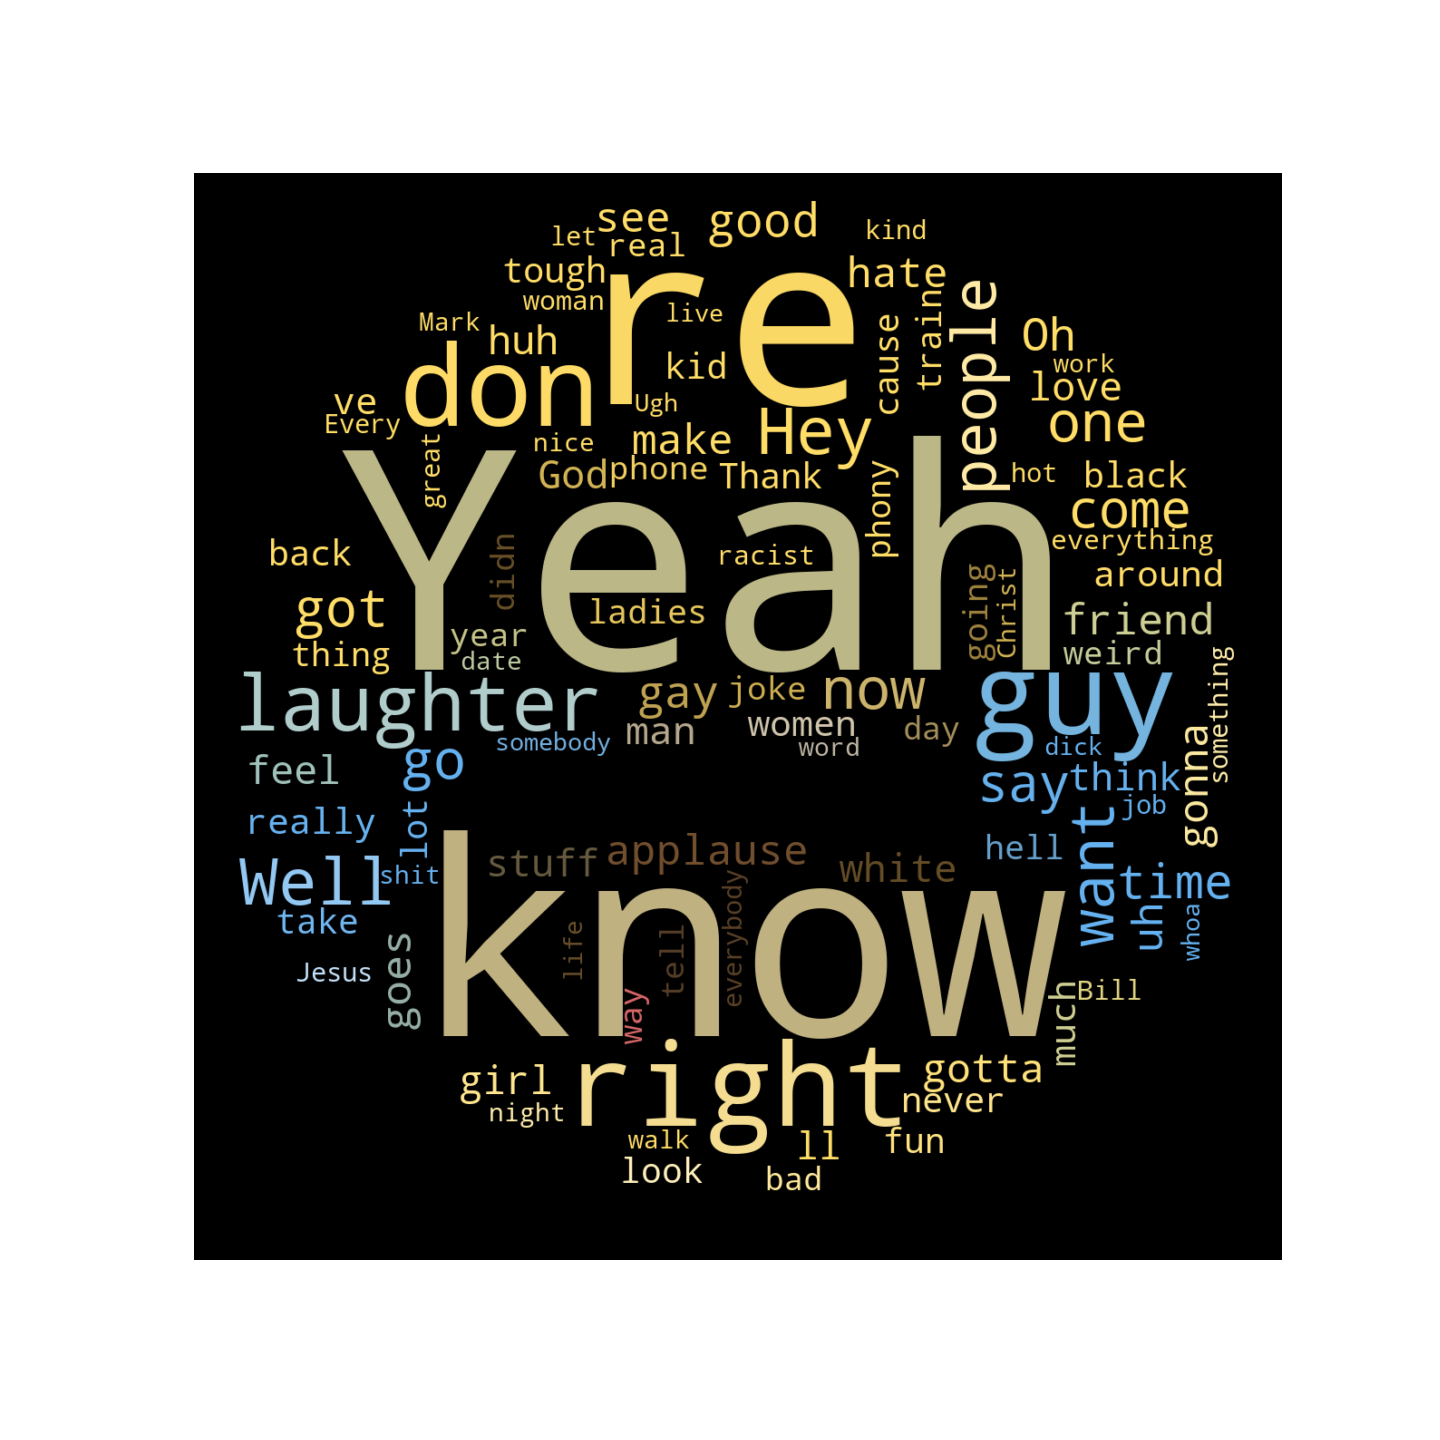 see good kind
let real
tough re hate
woman live train people
Mark huh kid cause Oh
don work
ve Ugh love
Every make Hey one
great nice
God phone Thank hot black
phony come
Yeah
back didn racist everything
around
got ladies going Christ friend
thing year
date weird
laughter gay joke now guy something
somebody man women day
word dick
feel go say think gonna
lot job
really want
stuff applause white hell
Well shit time
take everybody uh whoa
know
Jesus goes life tell Bill
way much
right
girl gotta
night never
walk ll fun
look bad